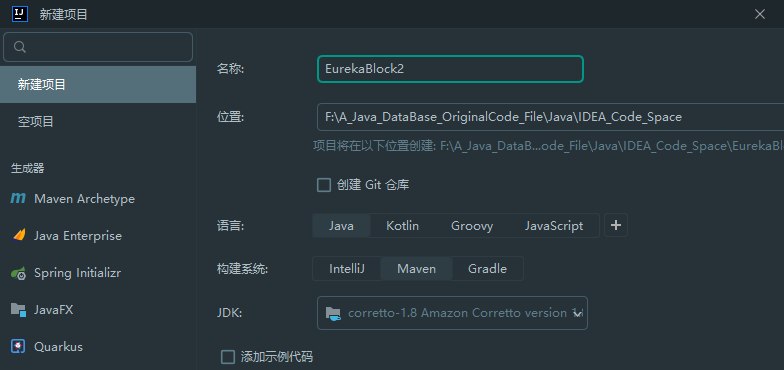 新建项目
新建项目
空项目
生成器
Maven Archetype
Java Enterprise
Spring Initializr
JavaFX
Quarkus
名称: EurekaBlock2
位置: F:\A_Java_DataBase_OriginalCode_File\Java\IDEA_Code_Space
项目将在以下位置创建: F:\A_Java_DataB...ode_File\Java\IDEA_Code_Space\EurekaBl
创建 Git 仓库
语言: Java Kotlin Groovy JavaScript +
构建系统: IntelliJ Maven Gradle
JDK: corretto-1.8 Amazon Corretto version
添加示例代码